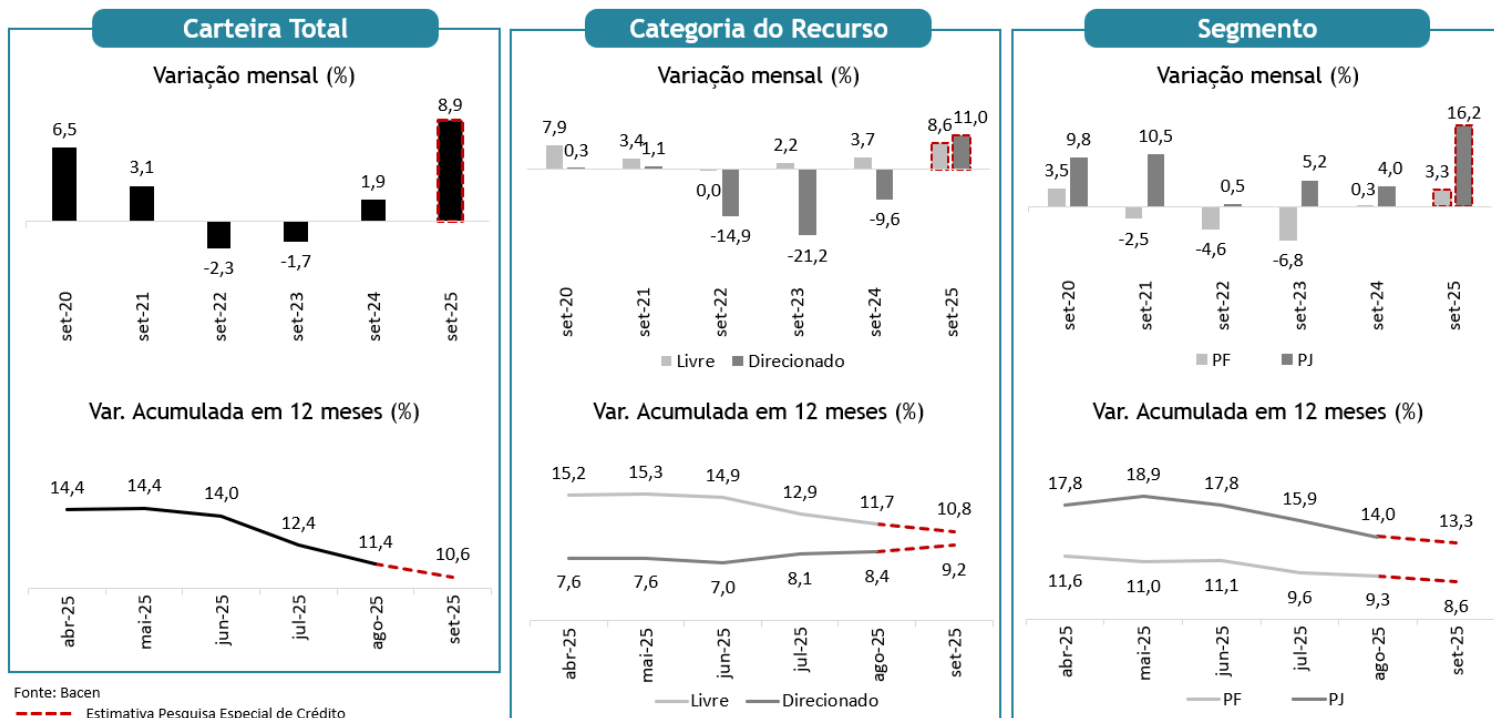 Carteira Total
Variação mensal (%)
6,5
3,1
-2,3
-1,7
1,9
8,9
set-20
set-21
set-22
set-23
set-24
set-25
Var. Acumulada em 12 meses (%)
14,4
14,4
14,0
12,4
11,4
10,6
abr-25
mai-25
jun-25
jul-25
ago-25
set-25
Fonte: Bacen
Estimativa Pesquisa Especial de Crédito
Categoria do Recurso
Variação mensal (%)
7,9
0,3
3,4
1,1
0,0
-14,9
2,2
-21,2
3,7
-9,6
8,6
11,0
set-20
set-21
set-22
set-23
set-24
set-25
Livre
Direcionado
Var. Acumulada em 12 meses (%)
15,2
15,3
14,9
12,9
11,7
10,8
7,6
7,6
7,0
8,1
8,4
9,2
abr-25
mai-25
jun-25
jul-25
ago-25
set-25
Livre
Direcionado
Segmento
Variação mensal (%)
3,5
9,8
-2,5
10,5
-4,6
0,5
-6,8
5,2
0,3
4,0
3,3
16,2
set-20
set-21
set-22
set-23
set-24
set-25
PF
PJ
Var. Acumulada em 12 meses (%)
17,8
18,9
17,8
15,9
14,0
13,3
11,6
11,0
11,1
9,6
9,3
8,6
abr-25
mai-25
jun-25
jul-25
ago-25
set-25
PF
PJ